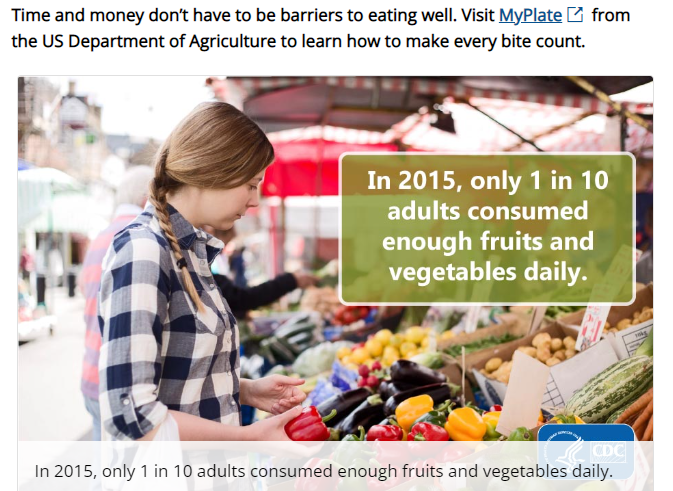 Time and money don't have to be barriers to eating well. Visit MyPlate from
the US Department of Agriculture to learn how to make every bite count.
In 2015, only 1 in 10
adults consumed
enough fruits and
vegetables daily.
CDC
In 2015, only 1 in 10 adults consumed enough fruits and vegetables daily.